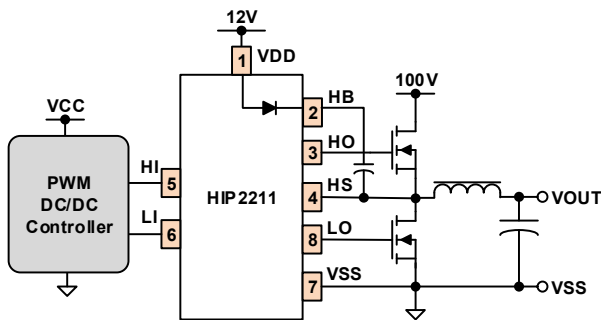 12V
1
VDD
100V
HB
2
VCC
HO
3
PWM
DC/DC
Controller
HI
5
HIP2211
HS
4
VOUT
LI
6
LO
8
VSS
7
VSS